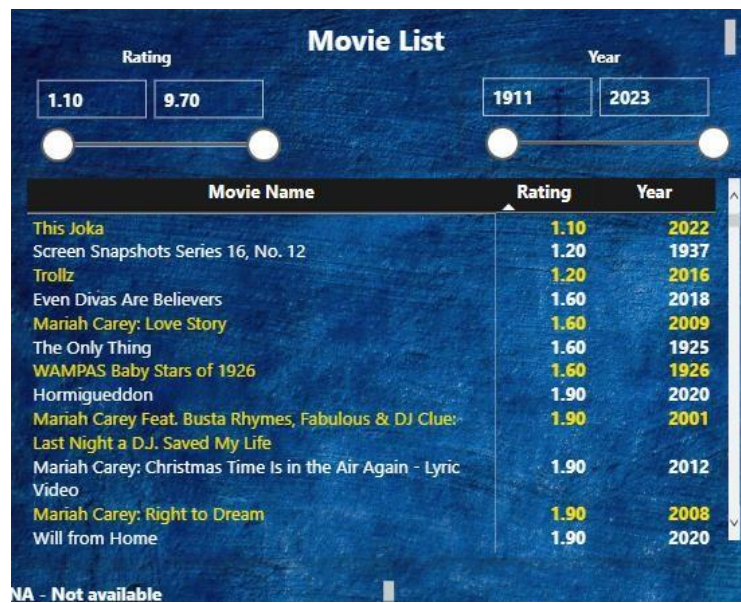 Movie List
Rating
Year
1.10 9.70
1911 2023
Movie Name Rating Year
This Joka 1.10 2022
Screen Snapshots Series 16, No. 12 1.20 1937
Trollz 1.20 2016
Even Divas Are Believers 1.60 2018
Mariah Carey: Love Story 1.60 2009
The Only Thing 1.60 1925
WAMPAS Baby Stars of 1926 1.60 1926
Hormigueddon 1.90 2020
Mariah Carey Feat. Busta Rhymes, Fabulous & DJ Clue: 1.90 2001
Last Night a D.J. Saved My Life
Mariah Carey: Christmas Time Is in the Air Again - Lyric 1.90 2012
Video
Mariah Carey: Right to Dream 1.90 2008
Will from Home 1.90 2020
NA - Not available